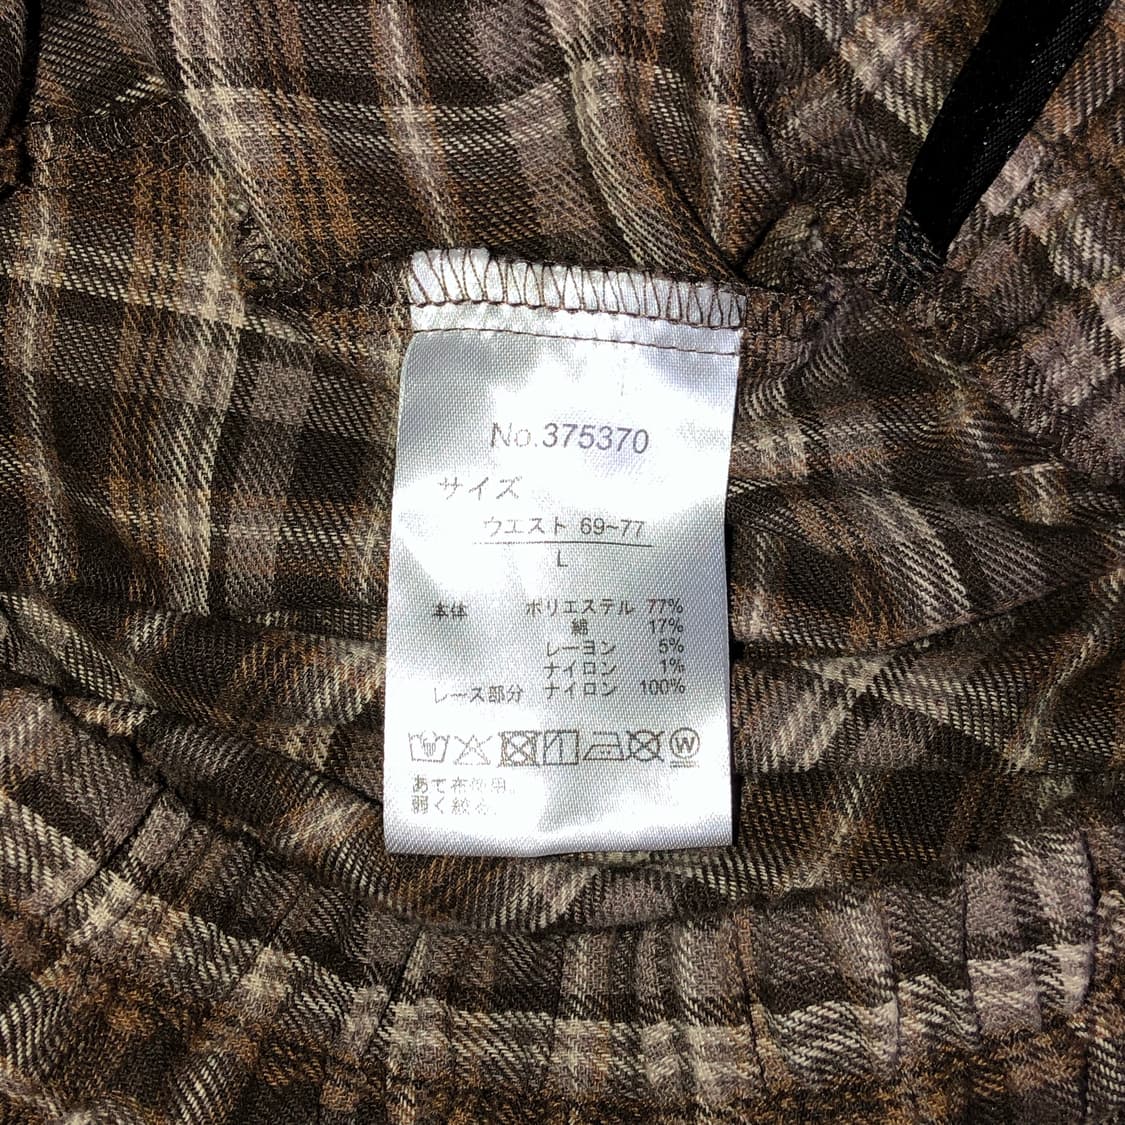 No.375370
サイズ
ウエスト 69~77
L
本体 ポリエステル 77%
綿 17%
レーヨン 5%
ナイロン 1%
レース部分 ナイロン 100%
W
あて布使用。
弱く絞る。